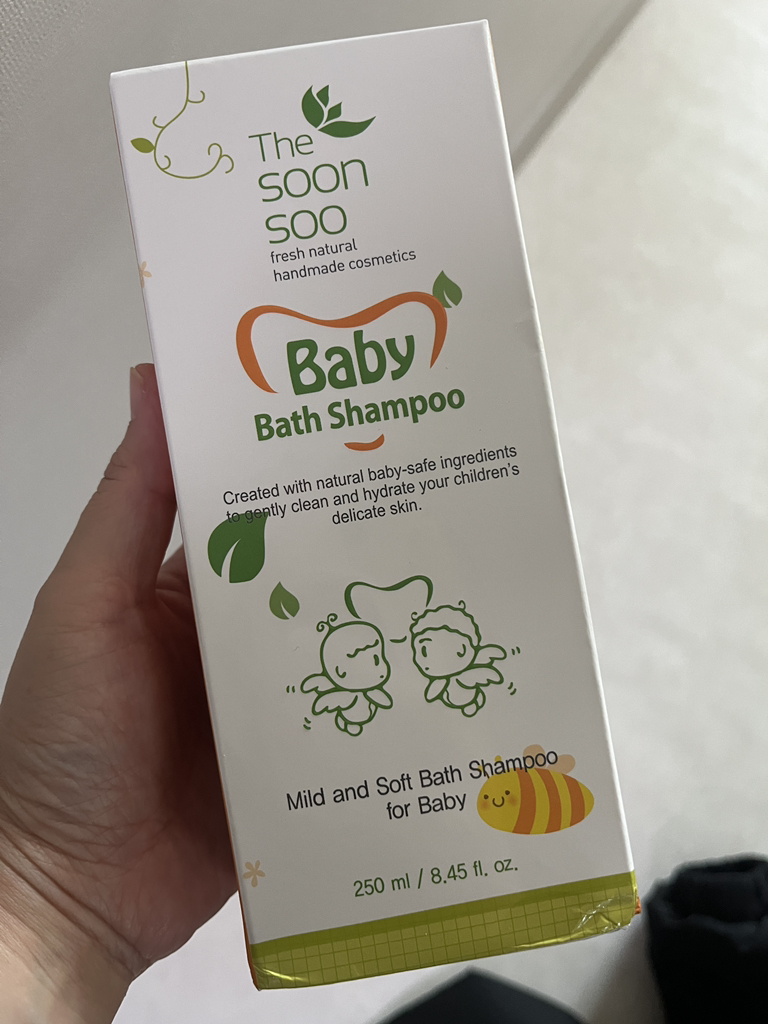 The
soon
soo
fresh natural
handmade cosmetics
Baby
Bath Shampoo
Created with natural baby-safe ingredients
to gently clean and hydrate your children's
delicate skin.
Mild and Soft Bath Shampoo
for Baby
250 ml / 8.45 fl. oz.